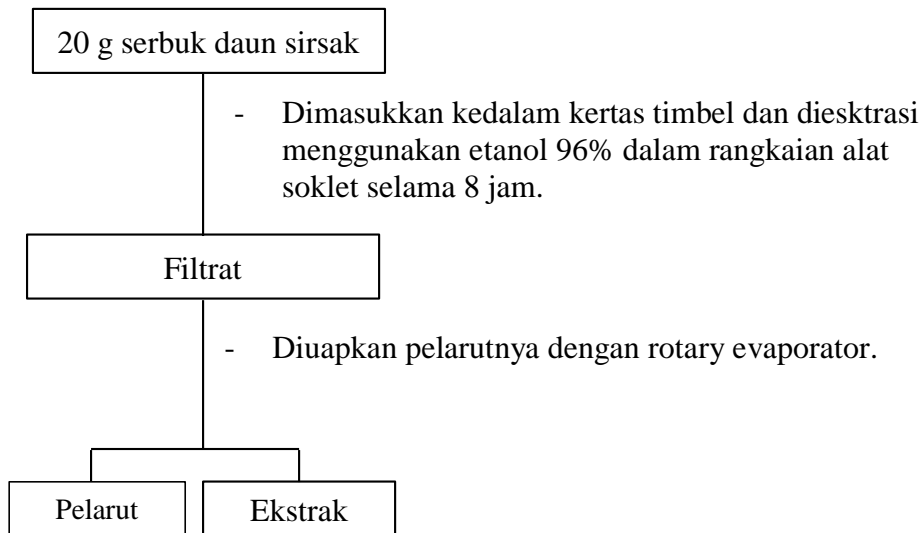 20 g serbuk daun sirsak
- Dimasukkan kedalam kertas timbel dan diesktrasi
menggunakan etanol 96% dalam rangkaian alat
soklet selama 8 jam.
Filtrat
- Diuapkan pelarutnya dengan rotary evaporator.
Pelarut
Ekstrak